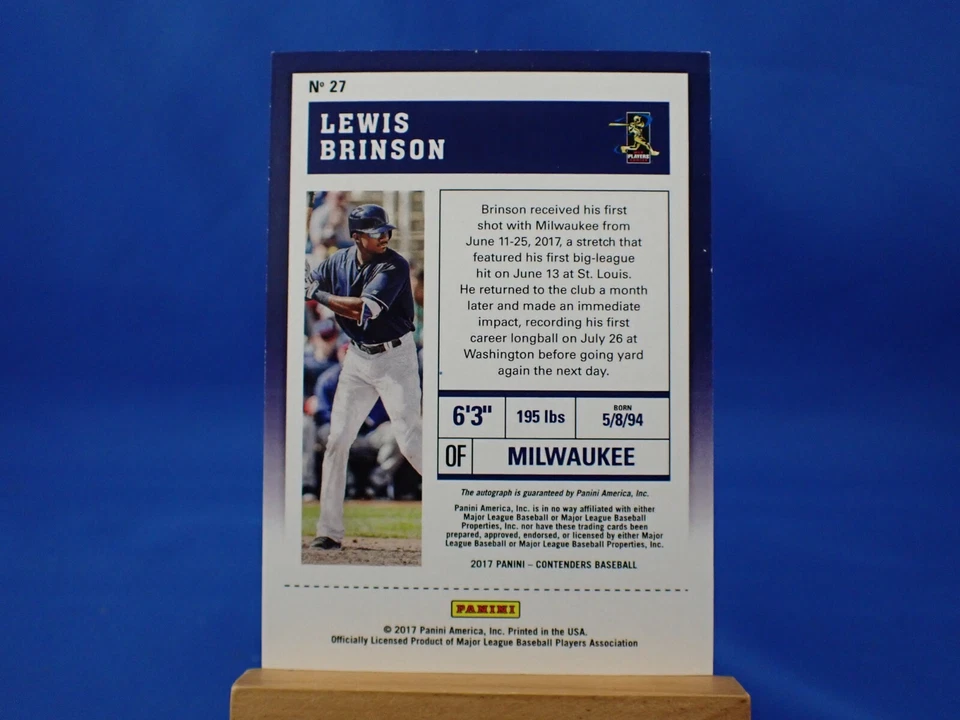 Nº 27
LEWIS
BRINSON
PLAYERS
Brinson received his first
shot with Milwaukee from
June 11-25, 2017, a stretch that
featured his first big-league
hit on June 13 at St. Louis.
He returned to the club a month
later and made an immediate
impact, recording his first
career longball on July 26 at
Washington before going yard
again the next day.
6'3" 195 lbs BORN
5/8/94
OF MILWAUKEE
The autograph is guaranteed by Panini America, Inc.
Panini America, Inc. is in no way affiliated with either
Major League Baseball or Major League Baseball
Properties, Inc. nor have these trading cards been
prepared, approved, endorsed, or licensed by either Major
League Baseball or Major League Baseball Properties, Inc.
2017 PANINI – CONTENDERS BASEBALL
PANINI
© 2017 Panini America, Inc. Printed in the USA.
Officially Licensed Product of Major League Baseball Players Association